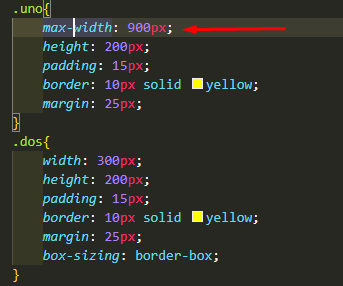 .uno{
max-width: 900px;
height: 200px;
padding: 15px;
border: 10px solid yellow;
margin: 25px;
}
.dos{
width: 300px;
height: 200px;
padding: 15px;
border: 10px solid yellow;
margin: 25px;
box-sizing: border-box;
}